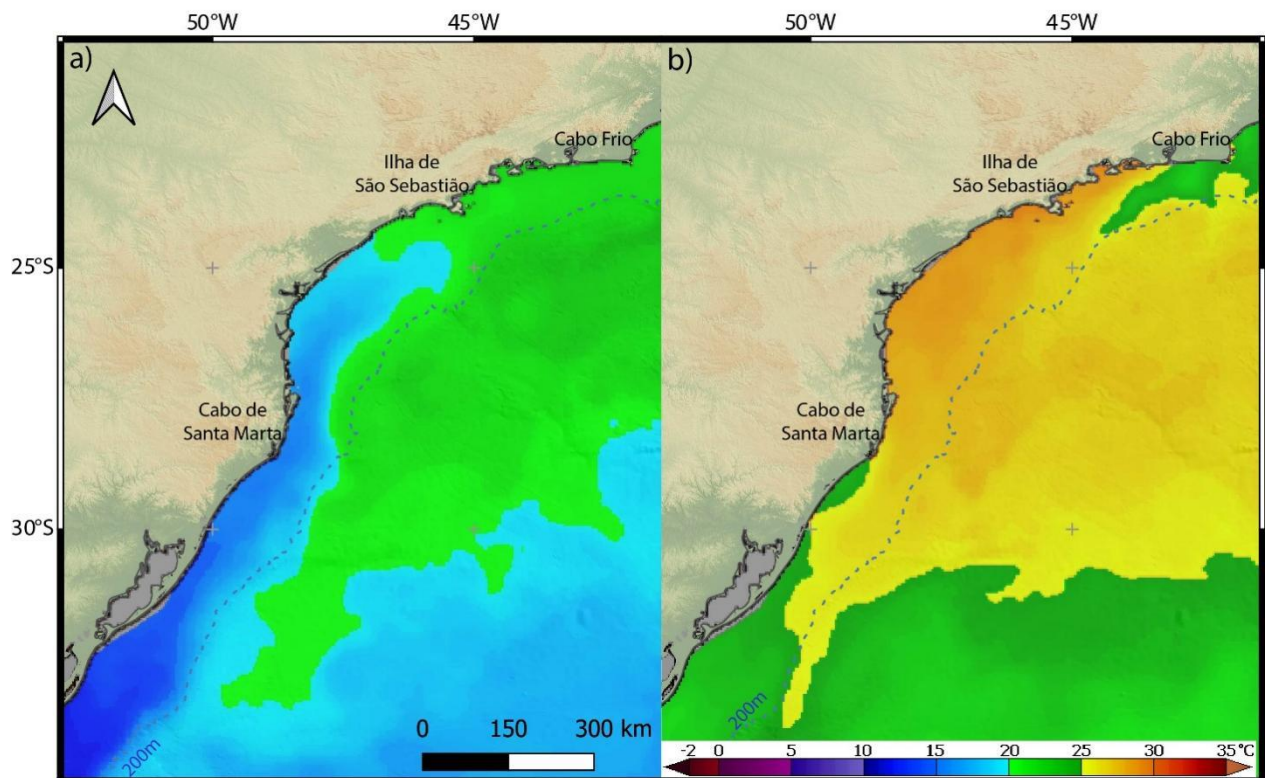 50°W 45°W 50°W 45°W
a) b)
Cabo Frio Cabo Frio
Ilha de Ilha de
São Sebastião São Sebastião
25°S
Cabo de Cabo de
Santa Marta Santa Marta
30°S
200m 200m
0 150 300 km
-2 0 5 10 15 20 25 30 35°C